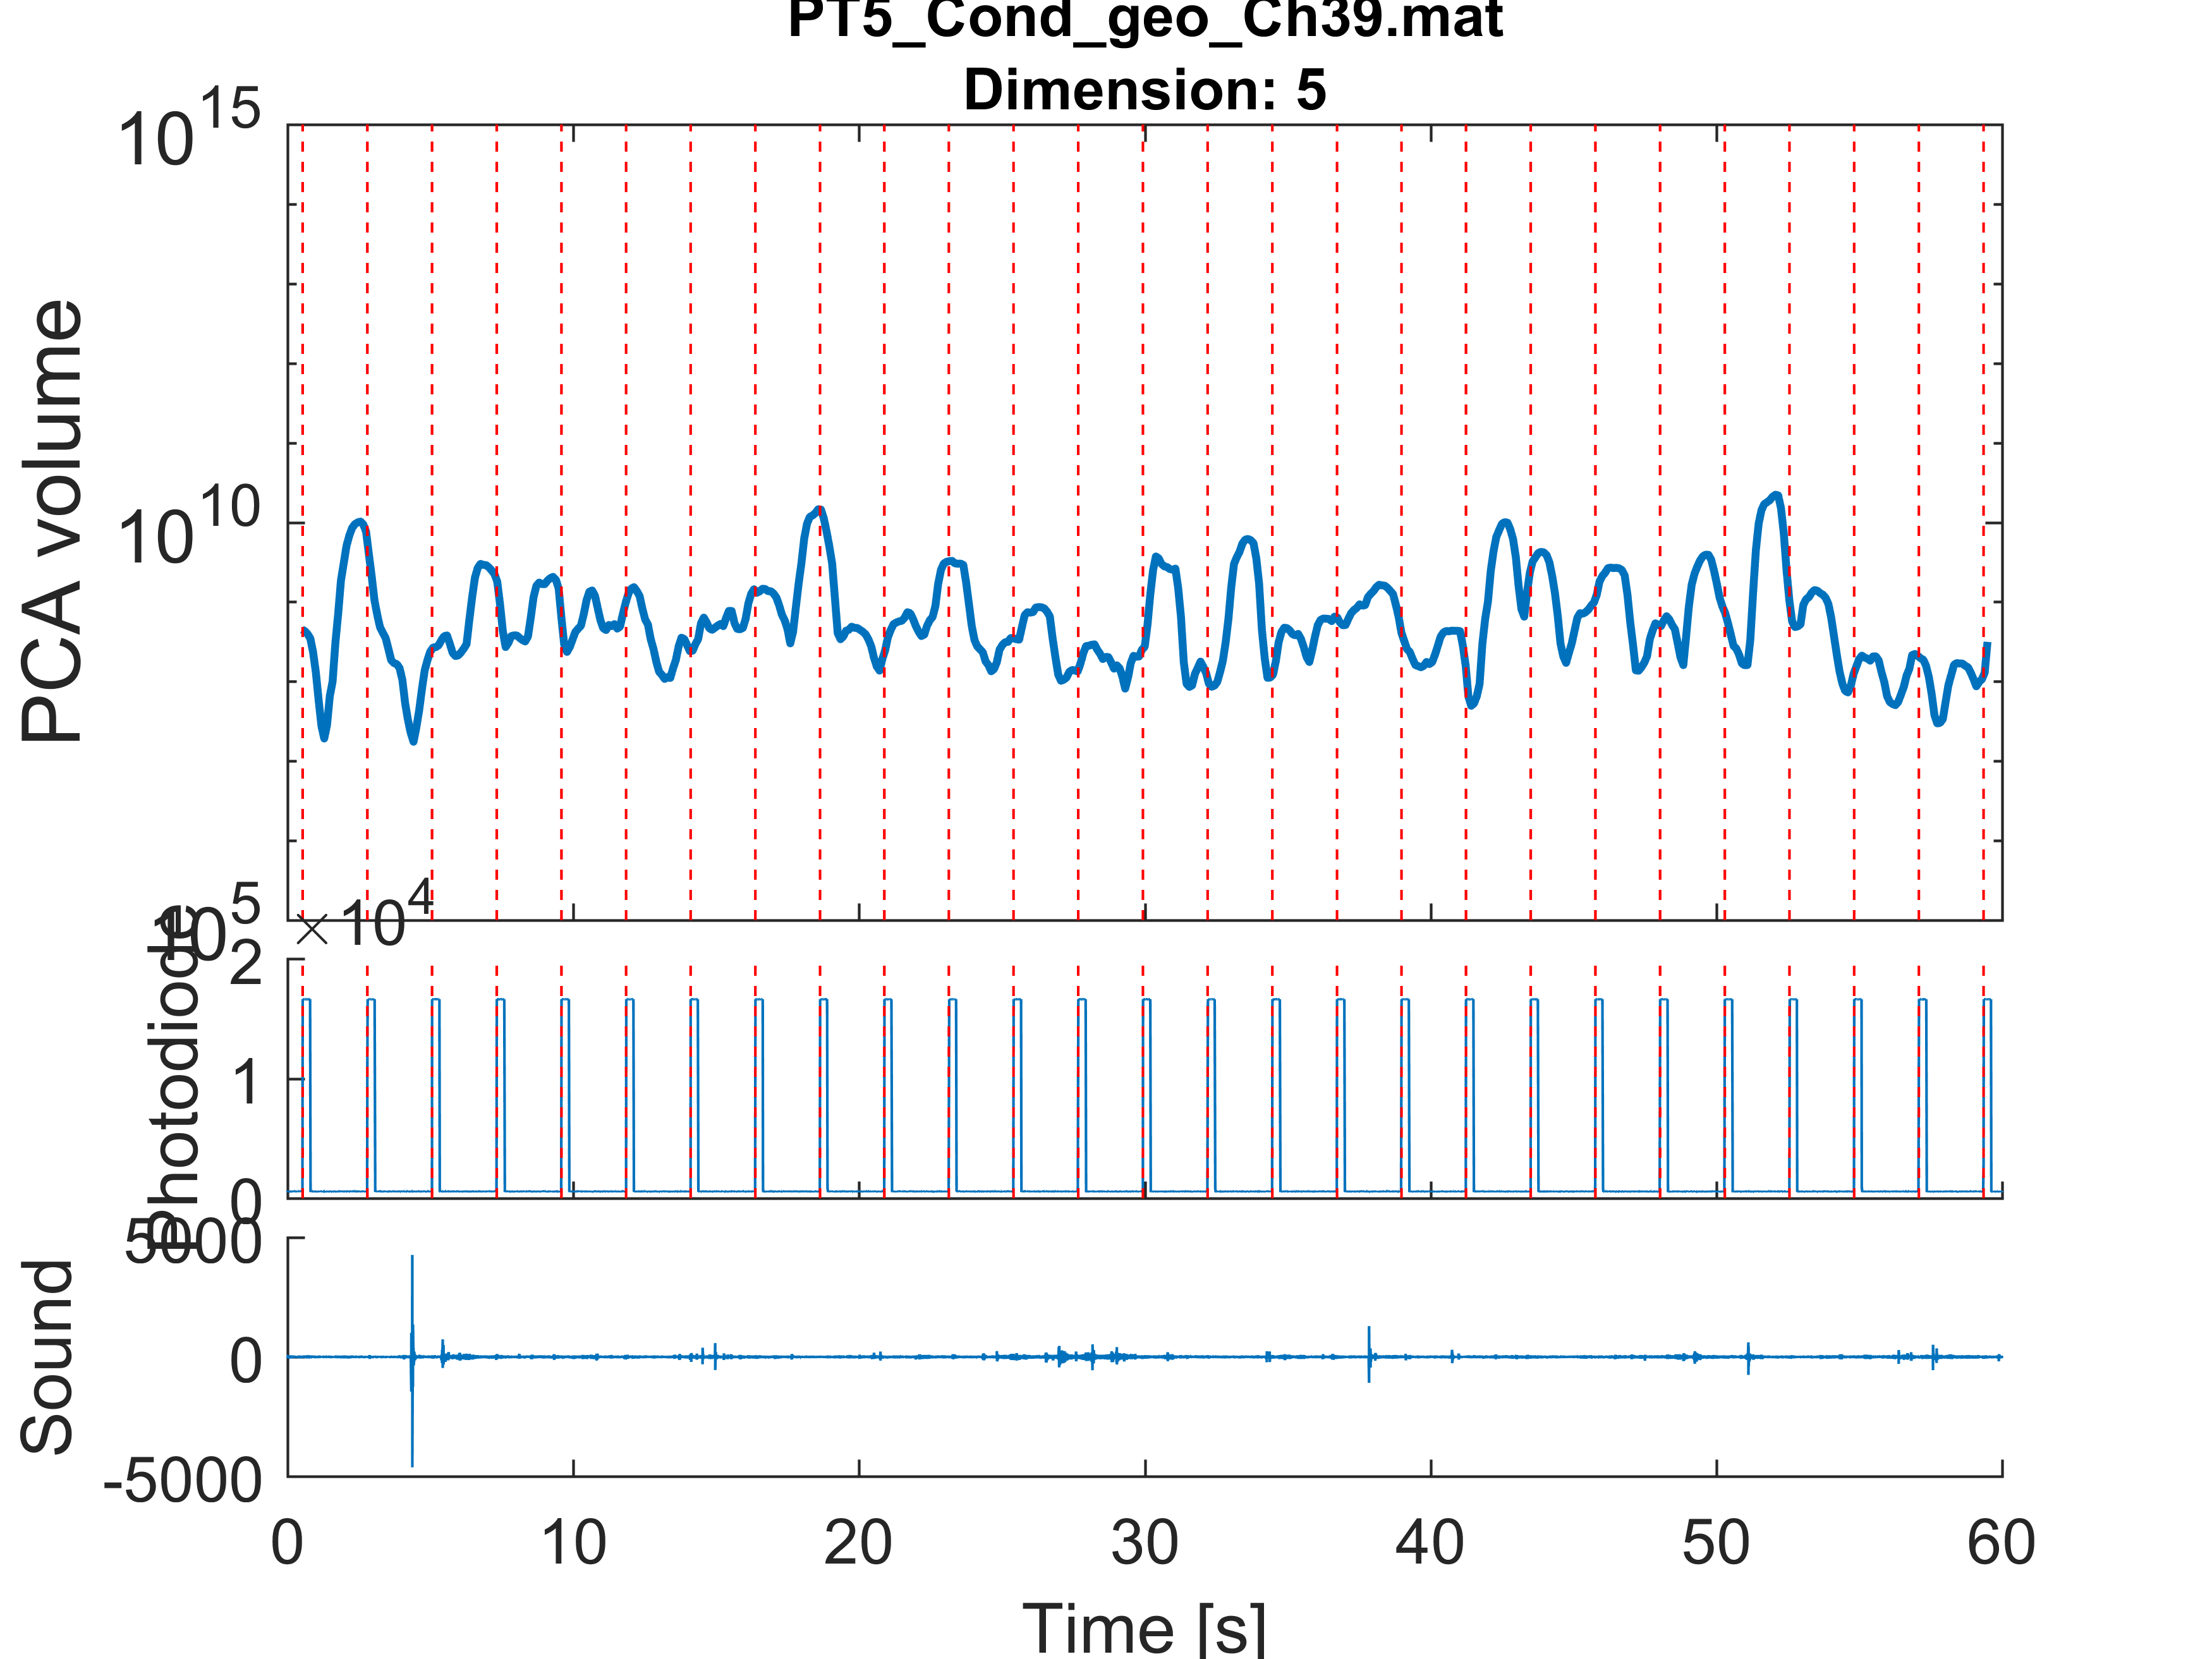 PT5_Cond_geo_Ch39.mat
Dimension: 5
10^15
10^10
10^5
PCA volume
×10^4
2
1
0
Photodiode
5000
0
-5000
Sound
0 10 20 30 40 50 60
Time [s]